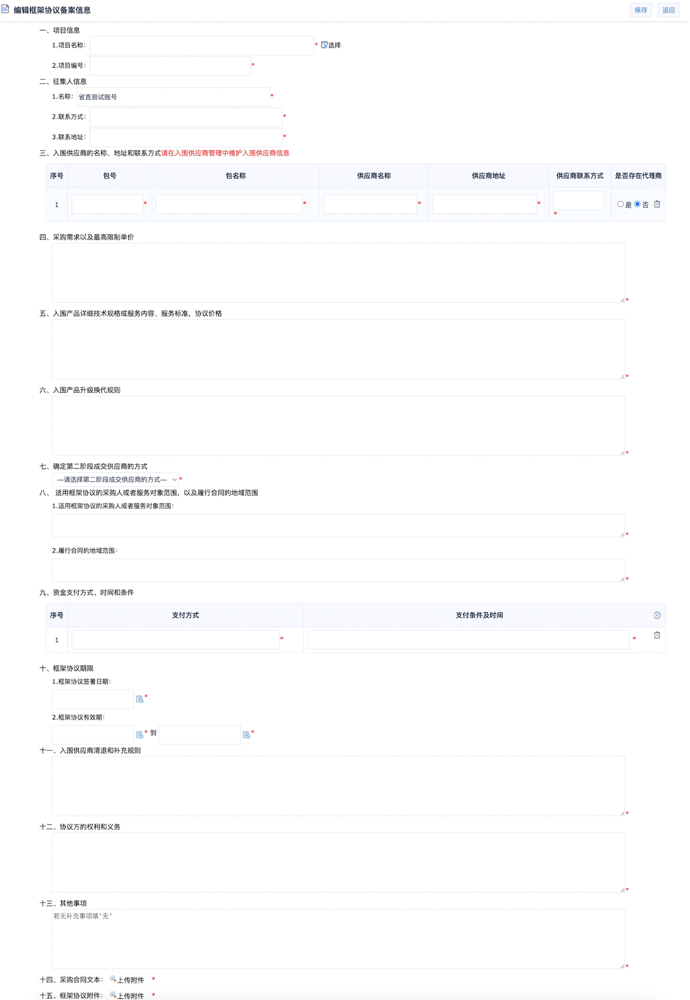 编辑框架协议备案信息 保存 返回
一、项目信息
1.项目名称： * 选择
2.项目编号： *
二、征集人信息
1.名称： 省直测试账号 *
2.联系方式： *
3.联系地址： *
三、入围供应商的名称、地址和联系方式请在入围供应商管理中维护入围供应商信息
序号 包号 包名称 供应商名称 供应商地址 供应商联系方式 是否存在代理商
1 * * * * * 是 否
四、采购需求以及最高限制单价
*
五、入围产品详细技术规格或服务内容、服务标准，协议价格
*
六、入围产品升级换代规则
*
七、确定第二阶段成交供应商的方式
---请选择第二阶段成交供应商的方式--- *
八、 适用框架协议的采购人或者服务对象范围，以及履行合同的地域范围
1.适用框架协议的采购人或者服务对象范围：
*
2.履行合同的地域范围：
*
九、资金支付方式、时间和条件
序号 支付方式 支付条件及时间
1 * *
十、框架协议期限
1.框架协议签署日期：
*
2.框架协议有效期：
* 到 *
十一、入围供应商清退和补充规则
*
十二、协议方的权利和义务
*
十三、其他事项
若无补充事项填'无'
*
十四、采购合同文本： 上传附件 *
十五、框架协议附件： 上传附件 *